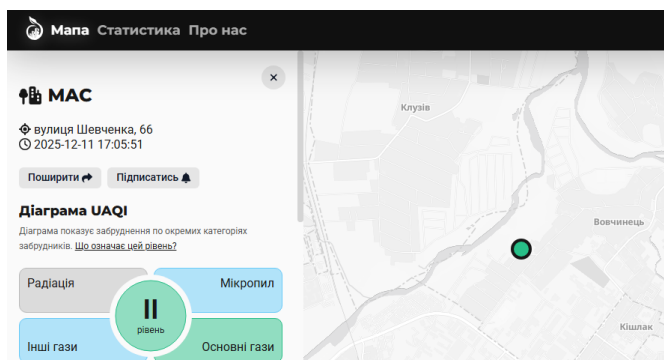 Мапа Статистика Про нас
МАС
вулиця Шевченка, 66
2025-12-11 17:05:51
Поширити Підписатись
Діаграма UAQI
Діаграма показує забруднення по окремих категоріях
забрудників. Що означає цей рівень?
Радіація
Мікропил
II
рівень
Інші гази
Основні гази
Клузів
Вовчинець
Кішлак